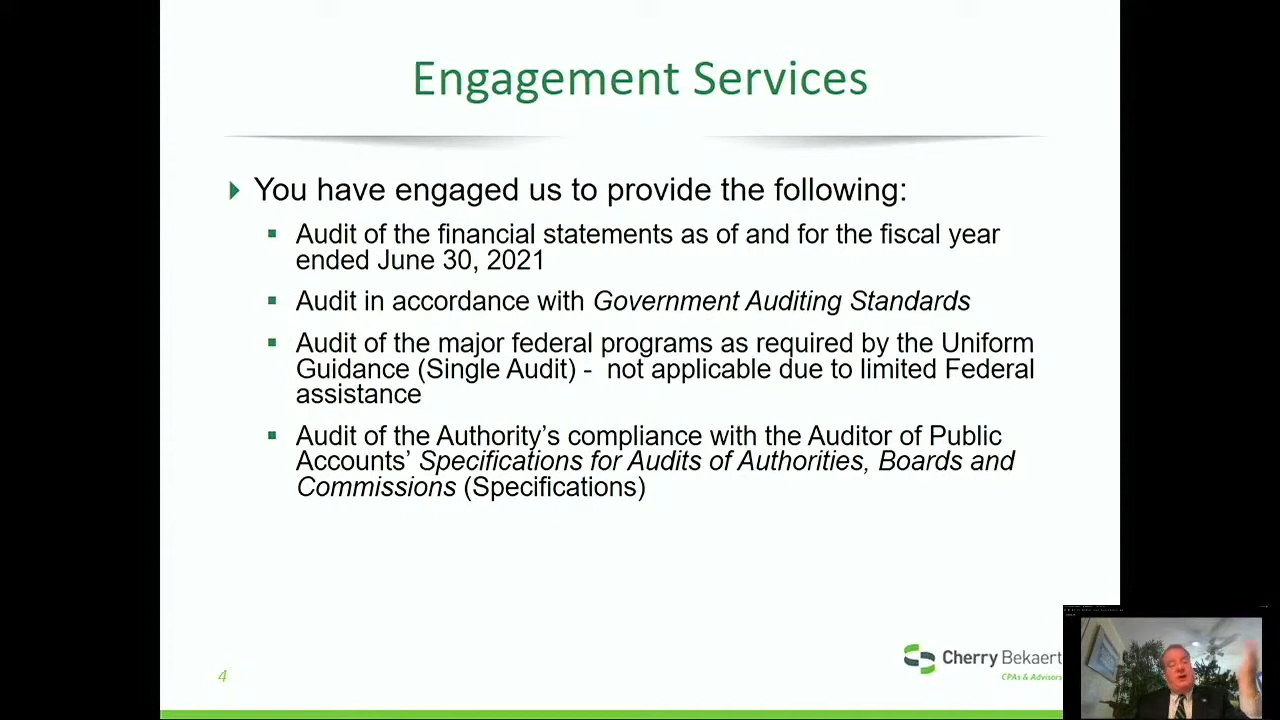 Engagement Services
You have engaged us to provide the following:
Audit of the financial statements as of and for the fiscal year
ended June 30, 2021
Audit in accordance with Government Auditing Standards
Audit of the major federal programs as required by the Uniform
Guidance (Single Audit) - not applicable due to limited Federal
assistance
Audit of the Authority's compliance with the Auditor of Public
Accounts' Specifications for Audits of Authorities, Boards and
Commissions (Specifications)
4
Cherry Bekaert
CPAs & Advisors